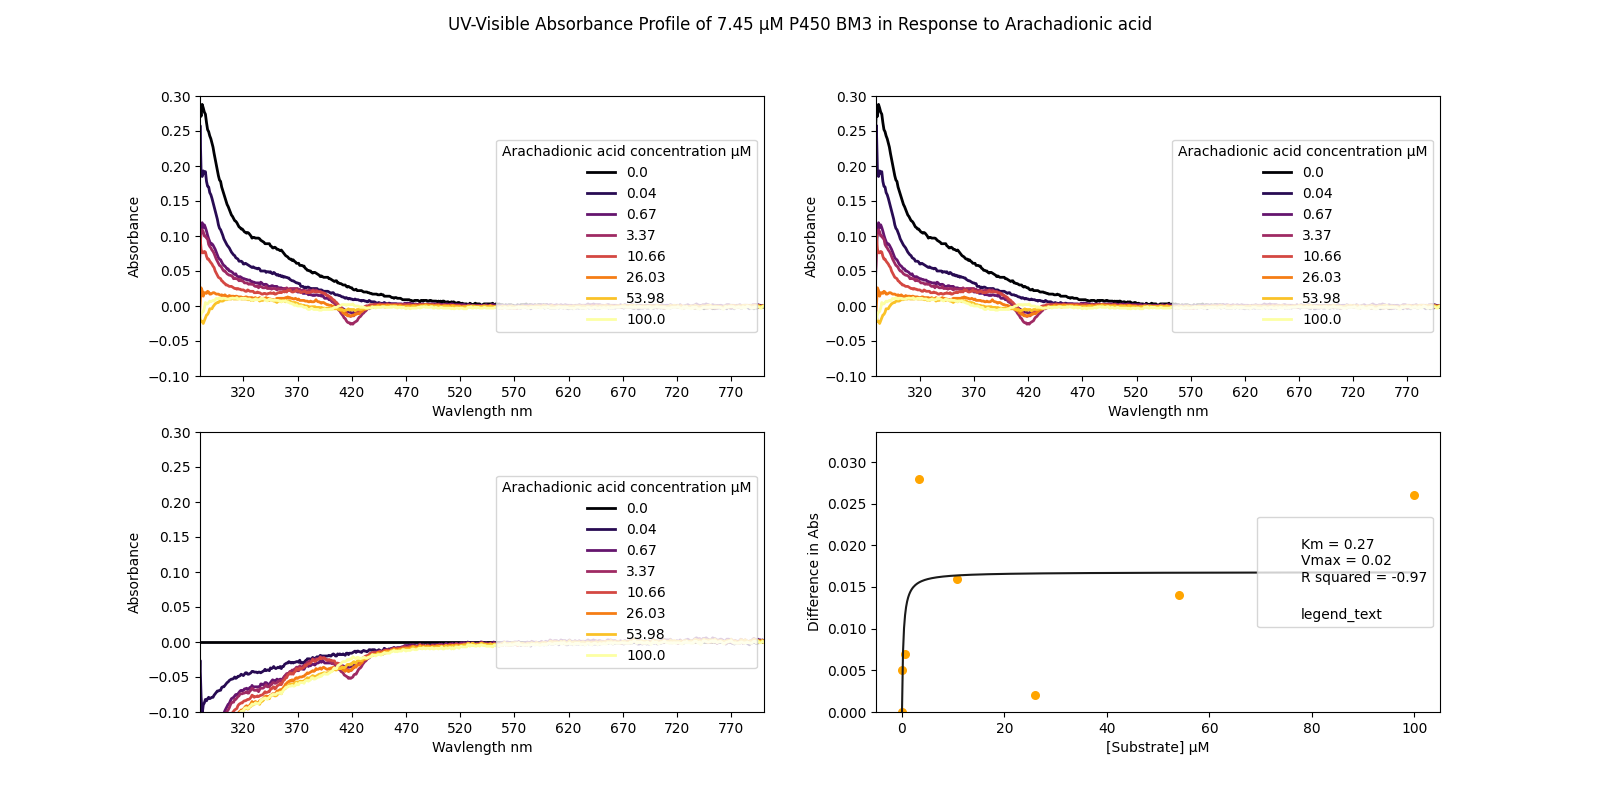 UV-Visible Absorbance Profile of 7.45 µM P450 BM3 in Response to Arachadionic acid
0.30
0.25
0.20
0.15
0.10
0.05
0.00
−0.05
−0.10
Absorbance
320 370 420 470 520 570 620 670 720 770
Wavlength nm
Arachadionic acid concentration µM
0.0
0.04
0.67
3.37
10.66
26.03
53.98
100.0
0.30
0.25
0.20
0.15
0.10
0.05
0.00
−0.05
−0.10
Absorbance
320 370 420 470 520 570 620 670 720 770
Wavlength nm
Arachadionic acid concentration µM
0.0
0.04
0.67
3.37
10.66
26.03
53.98
100.0
0.30
0.25
0.20
0.15
0.10
0.05
0.00
−0.05
−0.10
Absorbance
320 370 420 470 520 570 620 670 720 770
Wavlength nm
Arachadionic acid concentration µM
0.0
0.04
0.67
3.37
10.66
26.03
53.98
100.0
0.030
0.025
0.020
0.015
0.010
0.005
0.000
Difference in Abs
0 20 40 60 80 100
[Substrate] µM
Km = 0.27
Vmax = 0.02
R squared = -0.97
legend_text